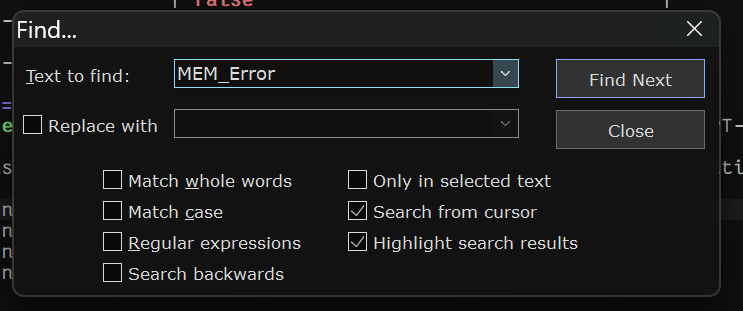 false
Find...
Text to find: MEM_Error
Find Next
Replace with
Close
Match whole words
Only in selected text
Match case
Search from cursor
Regular expressions
Highlight search results
Search backwards